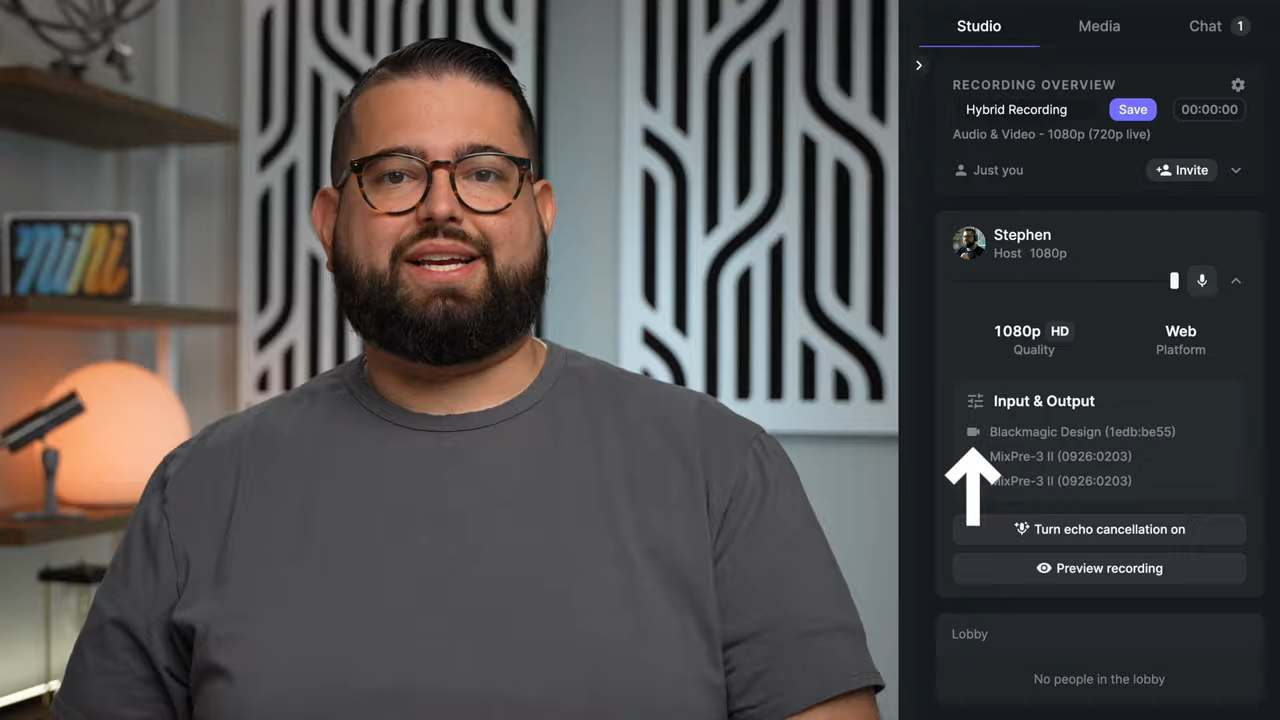 mini
Studio Media Chat 1
RECORDING OVERVIEW
Hybrid Recording Save 00:00:00
Audio & Video - 1080p (720p live)
Just you Invite
Stephen
Host 1080p
1080p HD Web
Quality Platform
Input & Output
Blackmagic Design (1edb:be55)
MixPre-3 II (0926:0203)
MixPre-3 II (0926:0203)
Turn echo cancellation on
Preview recording
Lobby
No people in the lobby